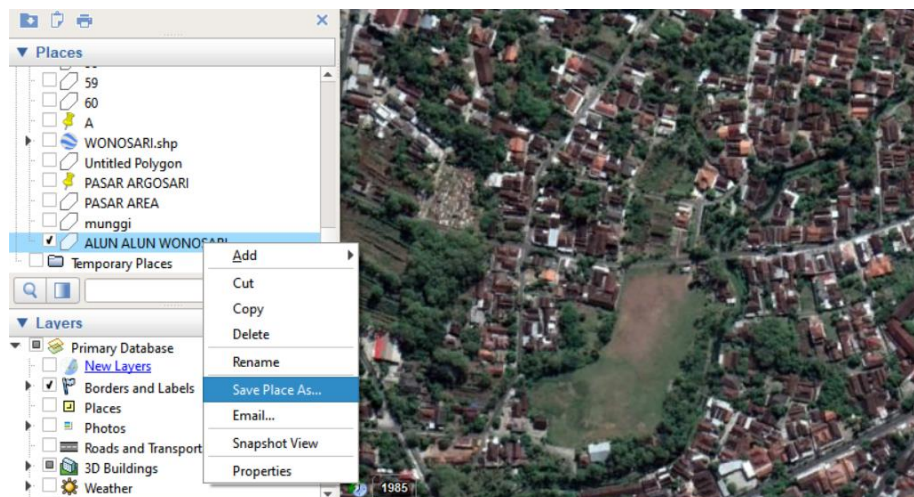 Places
59
60
A
WONOSARI.shp
Untitled Polygon
PASAR ARGOSARI
PASAR AREA
munggi
ALUN ALUN WONOSARI
Temporary Places
Add
Cut
Copy
Delete
Rename
Save Place As...
Email...
Snapshot View
Properties
Layers
Primary Database
New Layers
Borders and Labels
Places
Photos
Roads and Transport
3D Buildings
Weather
1985